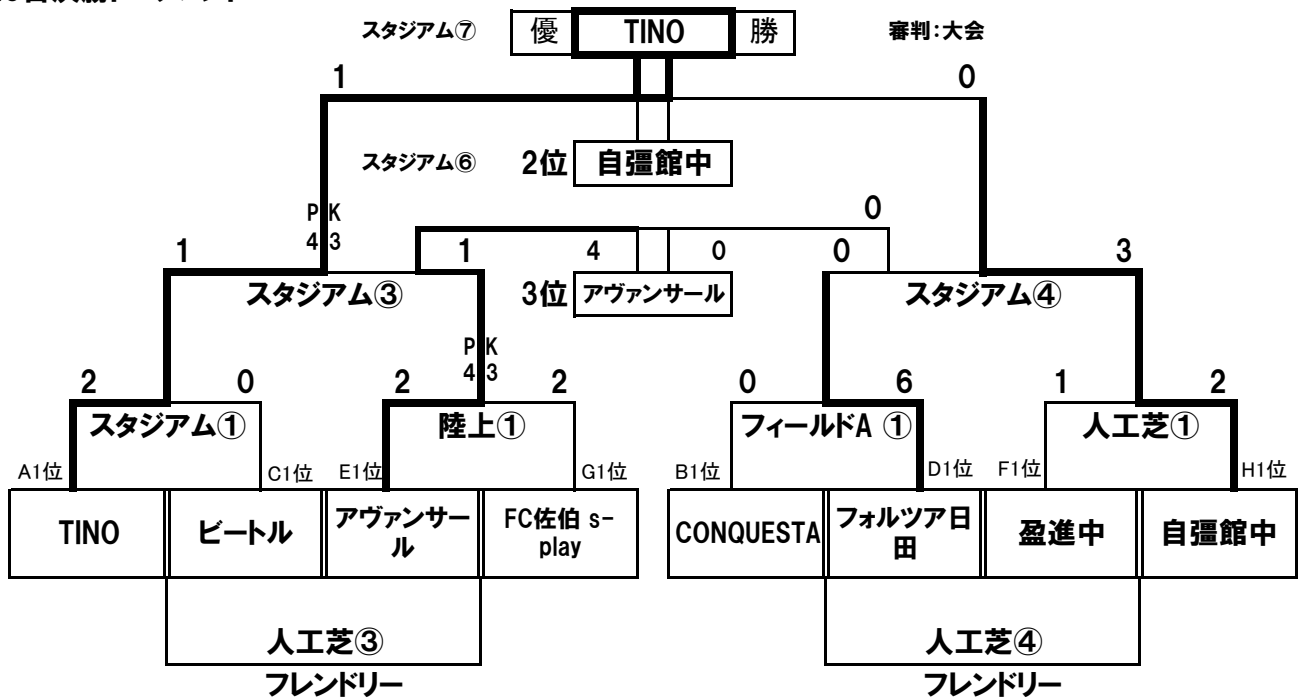 スタジアム⑦ 優 TINO 勝 審判:大会
1 0
スタジアム⑥ 2位 自彊館中
PK
4 3
0
1 1 4 0 0 3
スタジアム③ 3位 アヴァンサール スタジアム④
PK
4 3
2 0 2 2 0 6 1 2
スタジアム① 陸上① フィールドA ① 人工芝①
A1位 C1位 E1位 G1位 B1位 D1位 F1位 H1位
TINO ビートル アヴァンサー
ル FC佐伯 s-
play CONQUESTA フォルツア日
田 盈進中 自彊館中
人工芝③ 人工芝④
フレンドリー フレンドリー